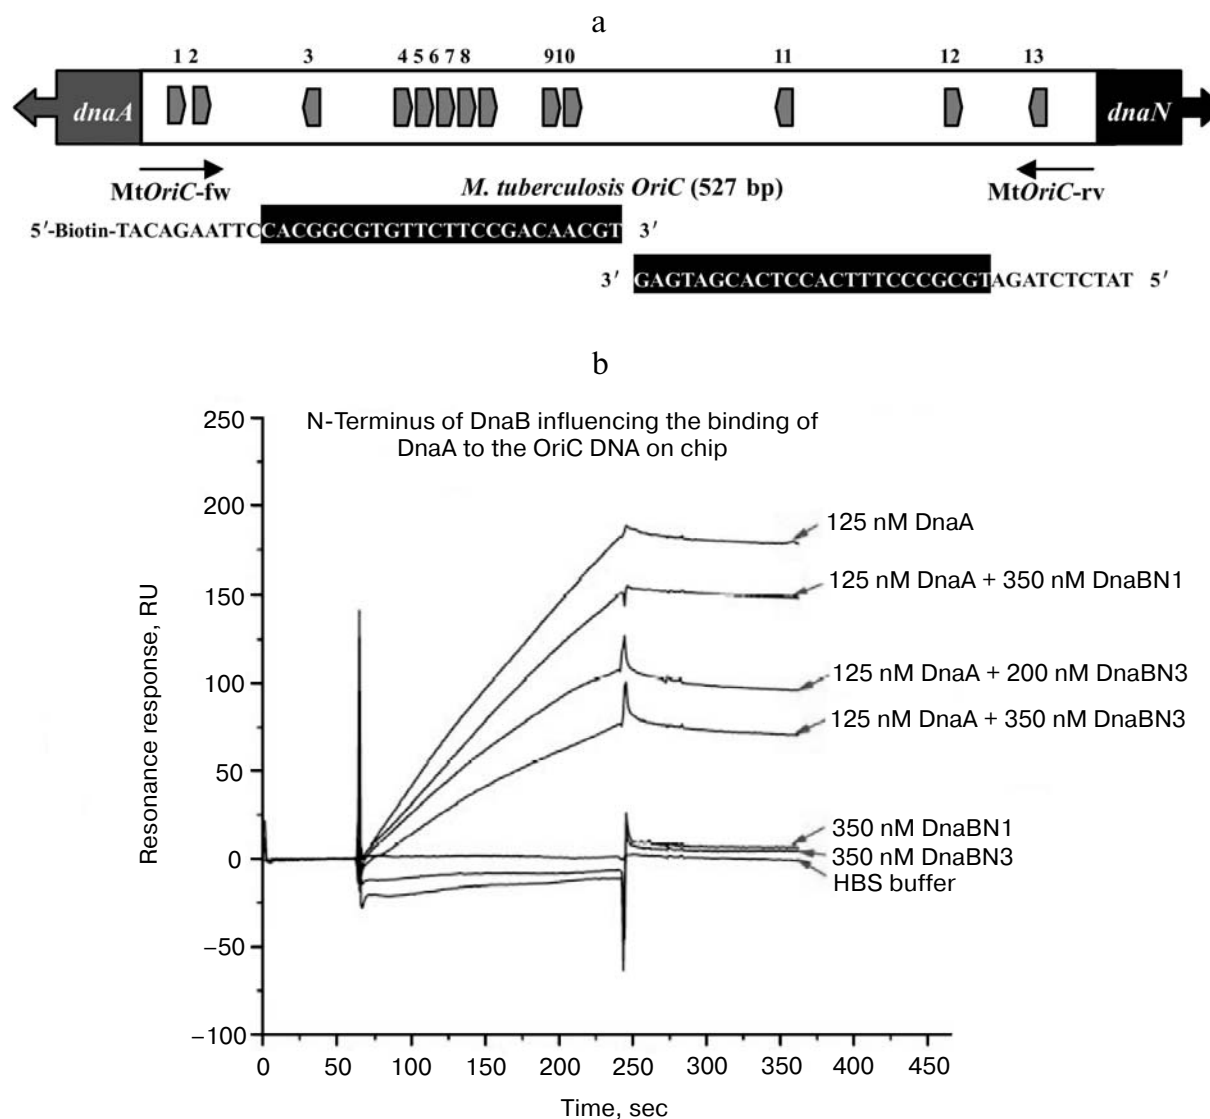 a
1 2 3 4 5 6 7 8 9 10 11 12 13
dnaA dnaN
MtOriC-fw M. tuberculosis OriC (527 bp) MtOriC-rv
5′-Biotin-TACAGAATTCCACGGCGTGTTCTTCCGACAACGT 3′
3′ GAGTAGCACTCCACTTTCCCGCGTAGATCTCTAT 5′
b
N-Terminus of DnaB influencing the binding of
DnaA to the OriC DNA on chip
Resonance response, RU
250
200
150
100
50
0
−50
−100
125 nM DnaA
125 nM DnaA + 350 nM DnaBN1
125 nM DnaA + 200 nM DnaBN3
125 nM DnaA + 350 nM DnaBN3
350 nM DnaBN1
350 nM DnaBN3
HBS buffer
0 50 100 150 200 250 300 350 400 450
Time, sec